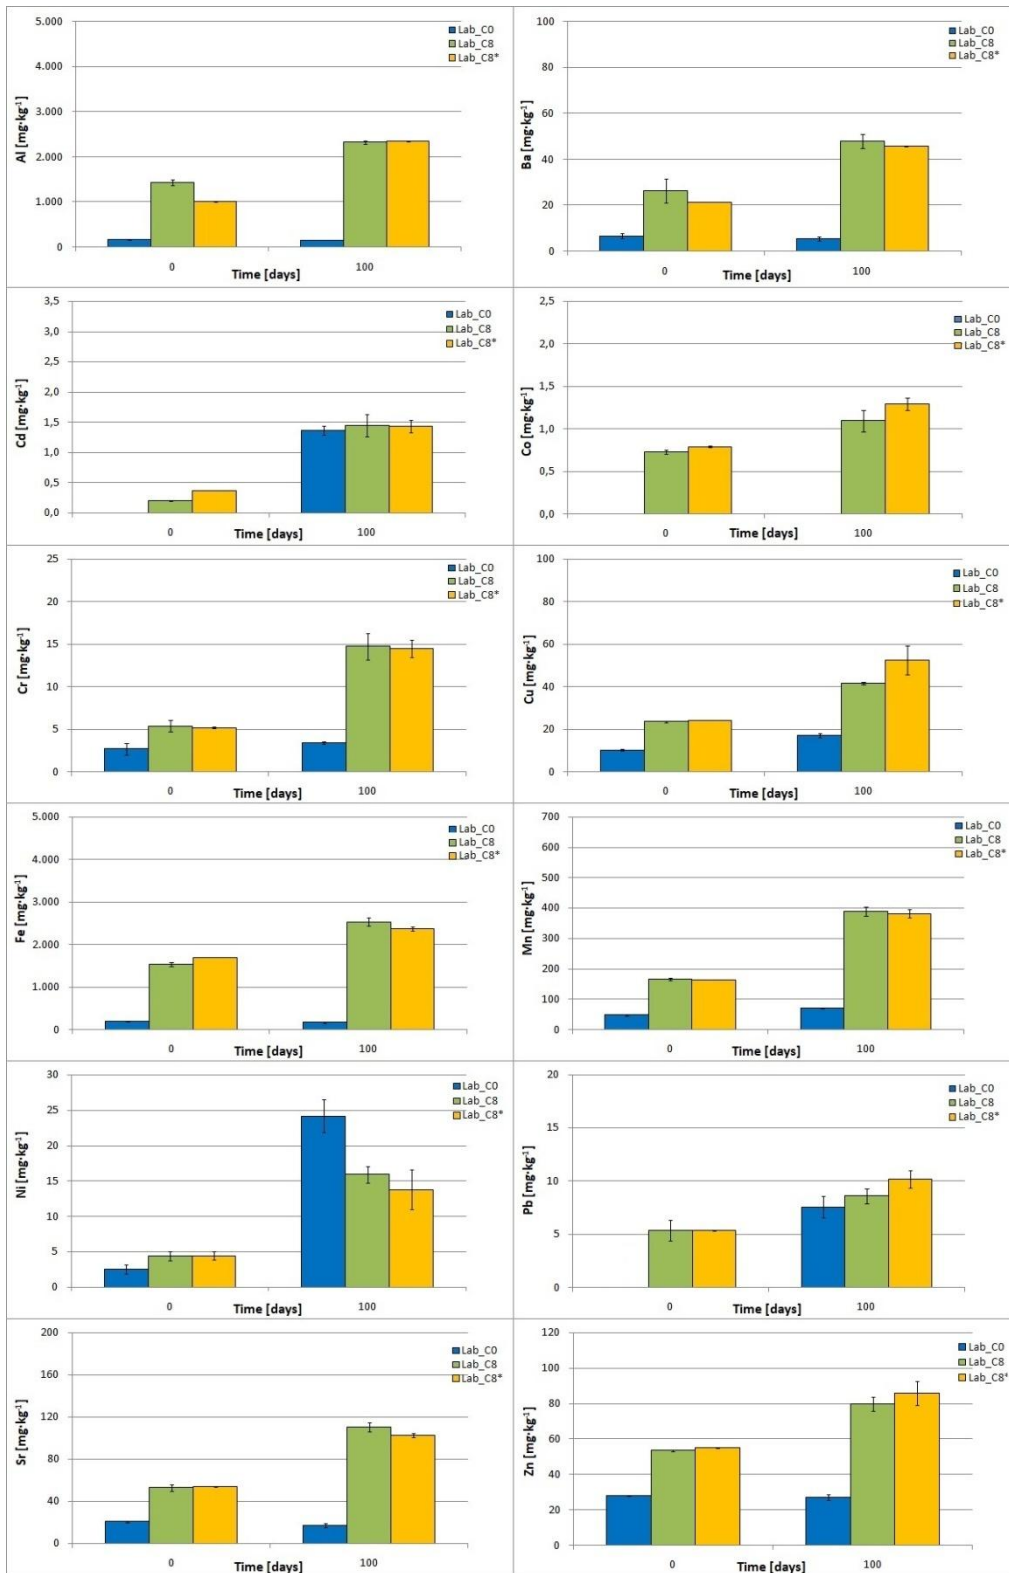 5.000
4.000
3.000
2.000
1.000
0
Al [mg·kg-1]
0
100
Time [days]
Lab_C0
Lab_C8
Lab_C8*
100
80
60
40
20
0
Ba [mg·kg-1]
0
100
Time [days]
Lab_C0
Lab_C8
Lab_C8*
3,5
3,0
2,5
2,0
1,5
1,0
0,5
0,0
Cd [mg·kg-1]
0
100
Time [days]
Lab_C0
Lab_C8
Lab_C8*
2,5
2,0
1,5
1,0
0,5
0,0
Co [mg·kg-1]
0
100
Time [days]
Lab_C0
Lab_C8
Lab_C8*
25
20
15
10
5
0
Cr [mg·kg-1]
0
100
Time [days]
Lab_C0
Lab_C8
Lab_C8*
100
80
60
40
20
0
Cu [mg·kg-1]
0
100
Time [days]
Lab_C0
Lab_C8
Lab_C8*
5.000
4.000
3.000
2.000
1.000
0
Fe [mg·kg-1]
0
100
Time [days]
Lab_C0
Lab_C8
Lab_C8*
700
600
500
400
300
200
100
0
Mn [mg·kg-1]
0
100
Time [days]
Lab_C0
Lab_C8
Lab_C8*
30
25
20
15
10
5
0
Ni [mg·kg-1]
0
100
Time [days]
Lab_C0
Lab_C8
Lab_C8*
20
15
10
5
0
Pb [mg·kg-1]
0
100
Time [days]
Lab_C0
Lab_C8
Lab_C8*
200
160
120
80
40
0
Sr [mg·kg-1]
0
100
Time [days]
Lab_C0
Lab_C8
Lab_C8*
120
100
80
60
40
20
0
Zn [mg·kg-1]
0
100
Time [days]
Lab_C0
Lab_C8
Lab_C8*